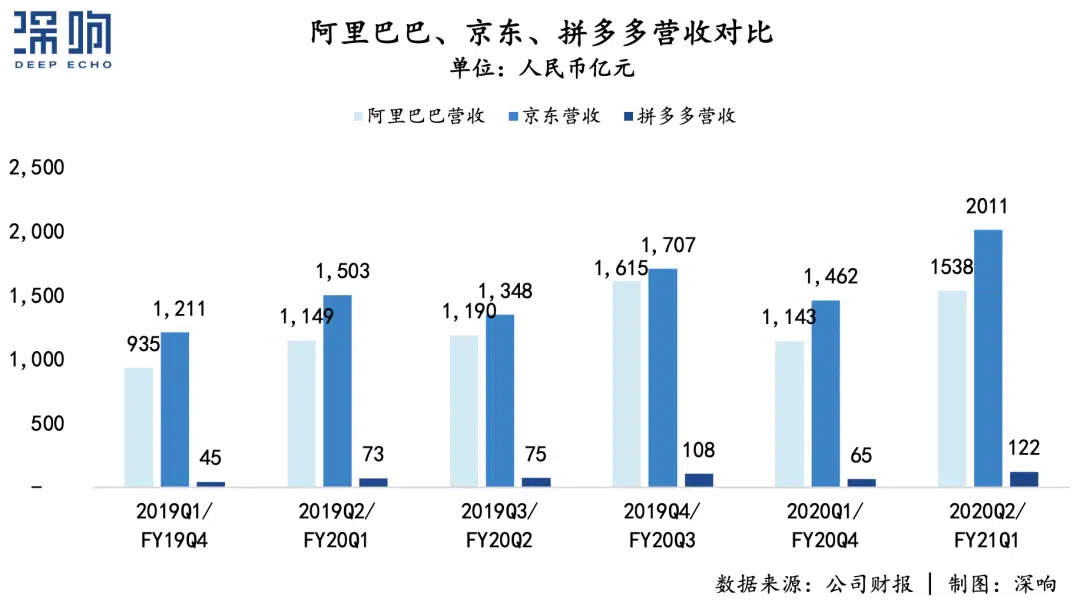 深响
DEEP ECHO
阿里巴巴、京东、拼多多营收对比
单位：人民币亿元
阿里巴巴营收 京东营收 拼多多营收
2,500
2,000
1,500
1,000
500
–
935 1,211 45
1,149 1,503 73
1,190 1,348 75
1,615 1,707 108
1,143 1,462 65
1538 2011 122
2019Q1/ 2019Q2/ 2019Q3/ 2019Q4/ 2020Q1/ 2020Q2/
FY19Q4 FY20Q1 FY20Q2 FY20Q3 FY20Q4 FY21Q1
数据来源：公司财报 | 制图：深响